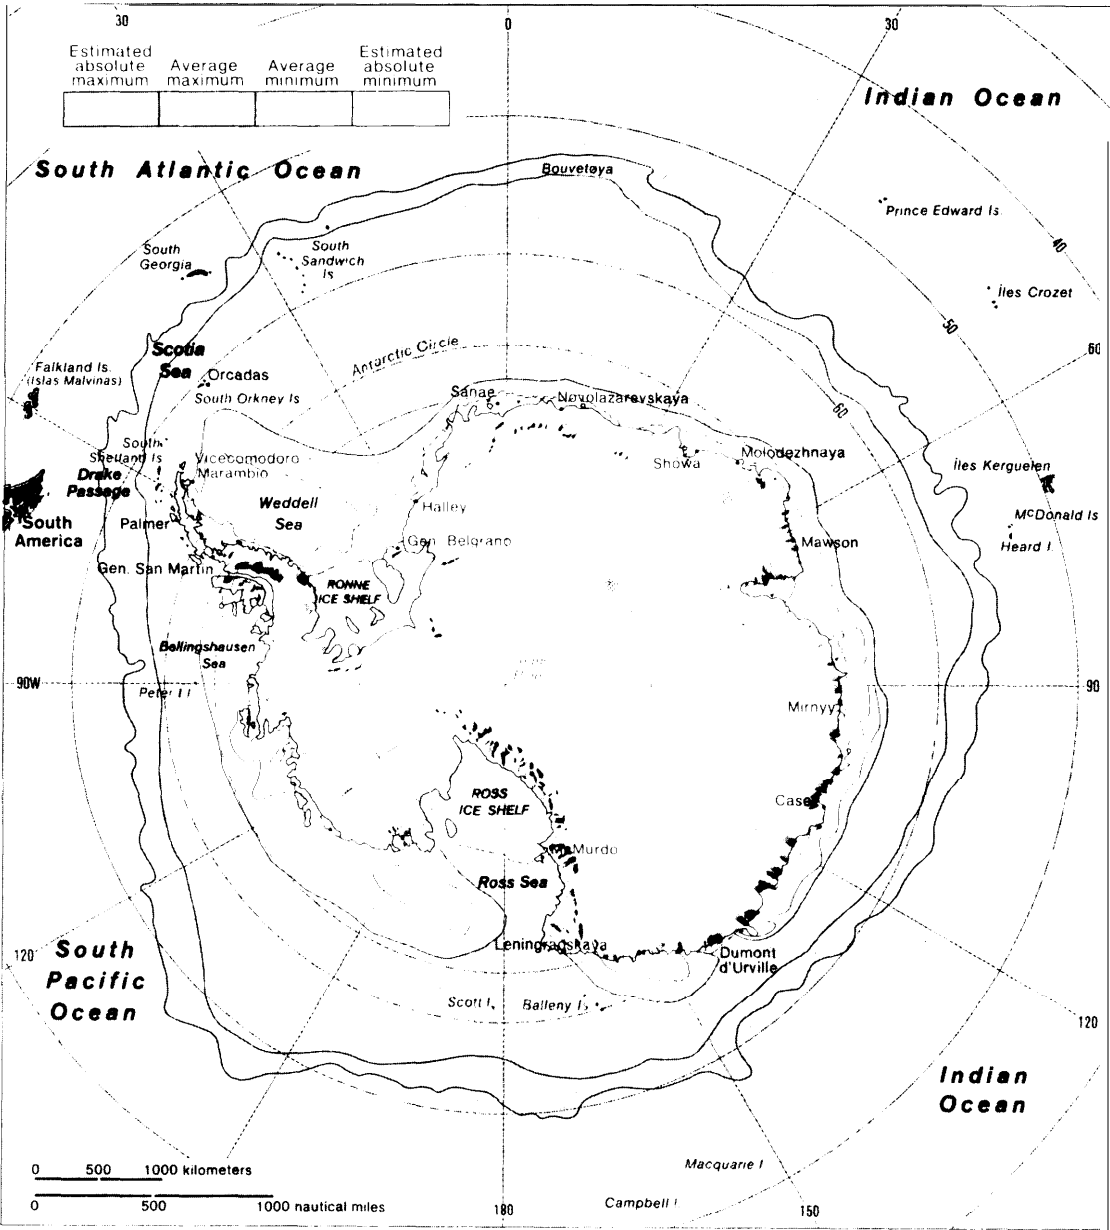 30
0
30
Estimated absolute maximum
Average maximum
Average minimum
Estimated absolute minimum
Indian Ocean
South Atlantic Ocean
Bouvetøya
Prince Edward Is.
40
South Georgia
South Sandwich Is
Îles Crozet
50
60
Scotia Sea
Antarctic Circle
Falkland Is.
(Islas Malvinas)
Orcadas
South Orkney Is
Sanae
Novolazarevskaya
60
South Shetland Is
Vicecomodoro Marambio
Showa
Molodezhnaya
Îles Kerguelen
Drake Passage
Weddell Sea
Halley
McDonald Is
Heard I.
South America
Palmer
Gen. Belgrano
Mawson
Gen. San Martin
RONNE ICE SHELF
Bellingshausen Sea
90W
Peter I I
90
Mirnyy
ROSS ICE SHELF
Casey
McMurdo
Ross Sea
Leningradskaya
Dumont d'Urville
120
South Pacific Ocean
Scott I.
Balleny Is
120
Indian Ocean
0 500 1000 kilometers
0 500 1000 nautical miles
Macquarie I
Campbell I
180
150